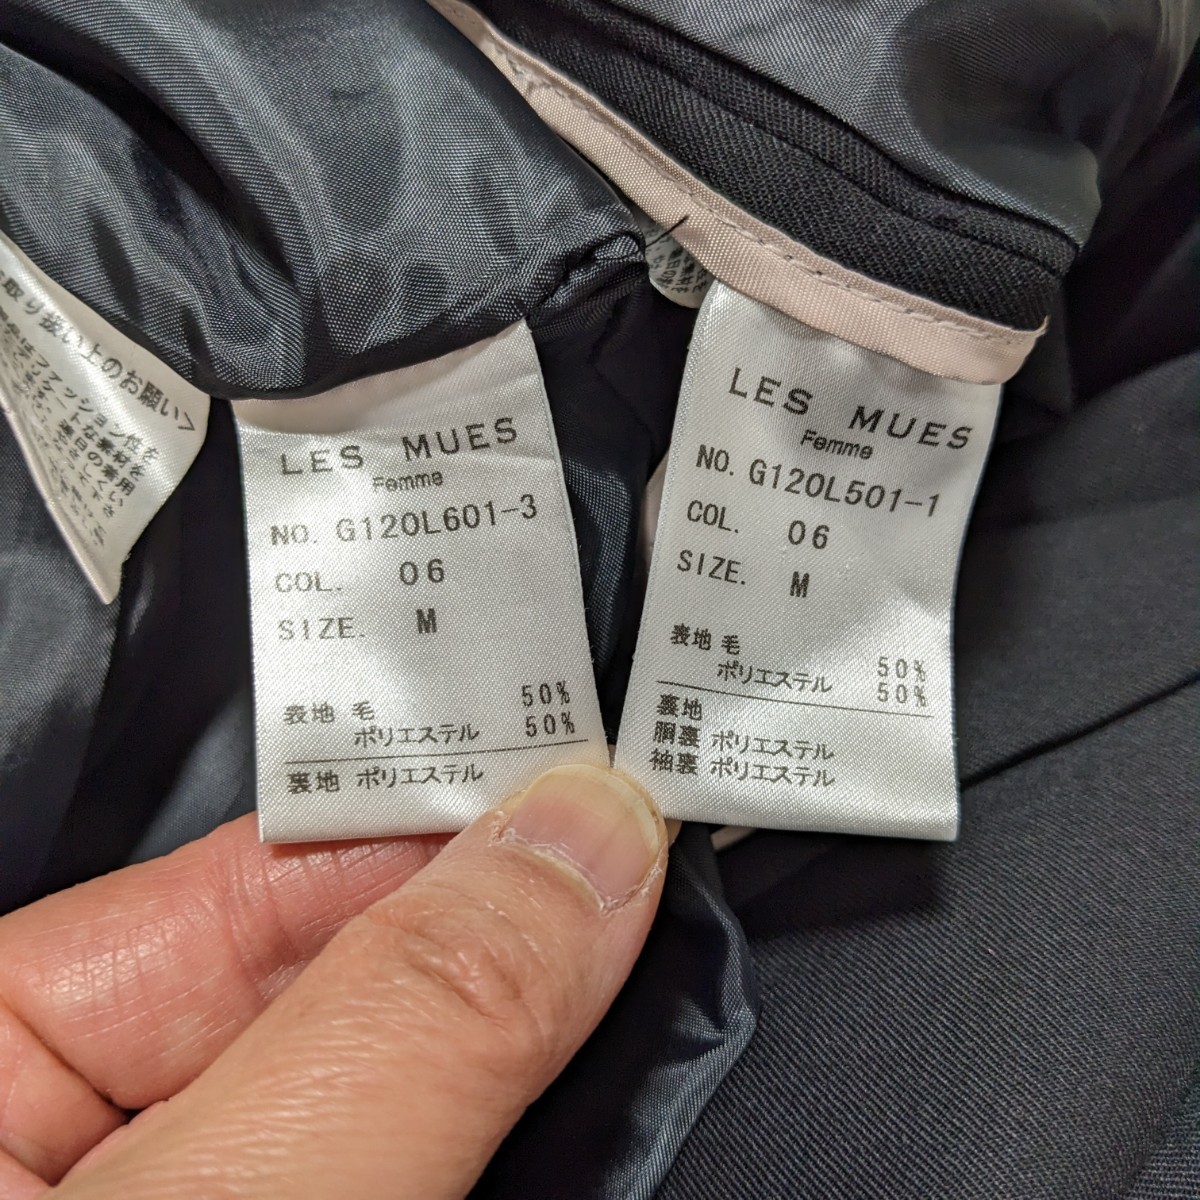 取り扱い上のお願い>
LES MUES
Femme
NO. G120L601-3
COL. 06
SIZE. M
表地 毛 50%
ポリエステル 50%
裏地 ポリエステル
LES MUES
Femme
NO. G120L501-1
COL. 06
SIZE. M
表地 毛 50%
ポリエステル 50%
裏地
胴裏 ポリエステル
袖裏 ポリエステル